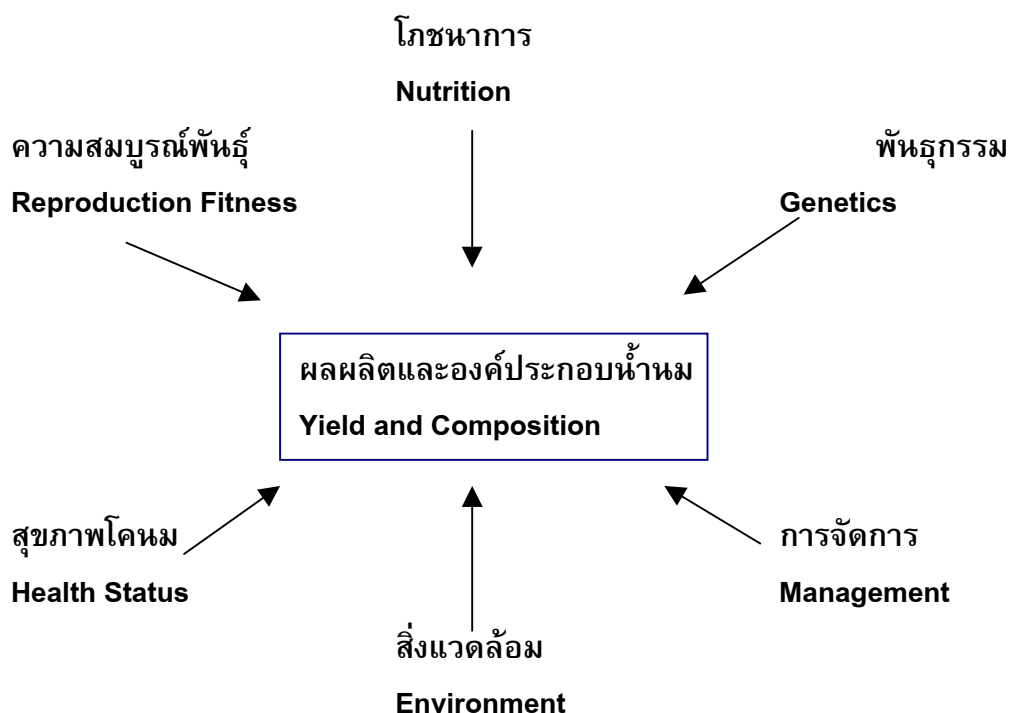 โภชนาการ
Nutrition
ความสมบูรณ์พันธุ์
Reproduction Fitness
พันธุกรรม
Genetics
ผลผลิตและองค์ประกอบน้ำนม
Yield and Composition
สุขภาพโคนม
Health Status
การจัดการ
Management
สิ่งแวดล้อม
Environment